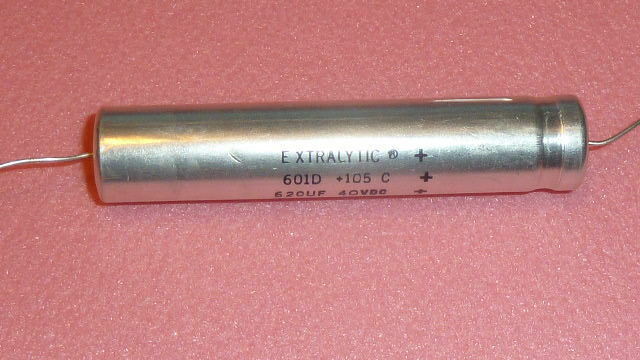 EXTRALYTIC ® +
601D +105 C +
620UF 40VDC +